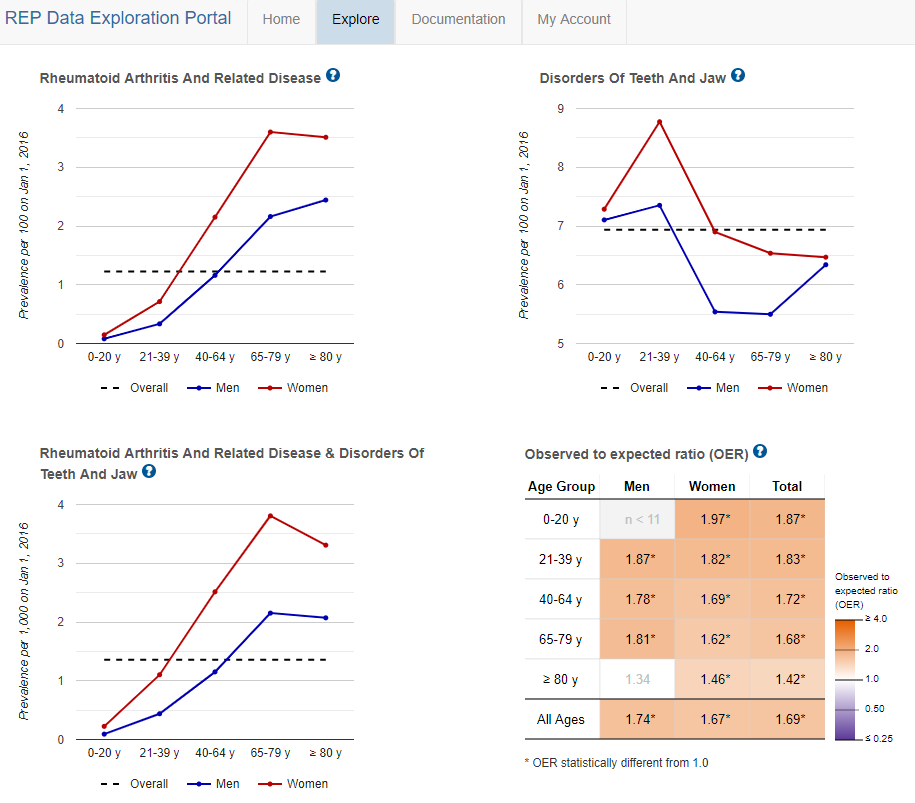 REP Data Exploration Portal
Home
Explore
Documentation
My Account
Rheumatoid Arthritis And Related Disease ?
Prevalence per 100 on Jan 1, 2016
4
3
2
1
0
0-20 y 21-39 y 40-64 y 65-79 y ≥ 80 y
Overall Men Women
Disorders Of Teeth And Jaw ?
Prevalence per 100 on Jan 1, 2016
9
8
7
6
5
0-20 y 21-39 y 40-64 y 65-79 y ≥ 80 y
Overall Men Women
Rheumatoid Arthritis And Related Disease & Disorders Of
Teeth And Jaw ?
Prevalence per 1,000 on Jan 1, 2016
4
3
2
1
0
0-20 y 21-39 y 40-64 y 65-79 y ≥ 80 y
Overall Men Women
Observed to expected ratio (OER) ?
Age Group Men Women Total
0-20 y n < 11 1.97* 1.87*
21-39 y 1.87* 1.82* 1.83*
40-64 y 1.78* 1.69* 1.72*
65-79 y 1.81* 1.62* 1.68*
≥ 80 y 1.34 1.46* 1.42*
All Ages 1.74* 1.67* 1.69*
* OER statistically different from 1.0
Observed to
expected ratio
(OER)
≥ 4.0
2.0
1.0
0.50
≤ 0.25